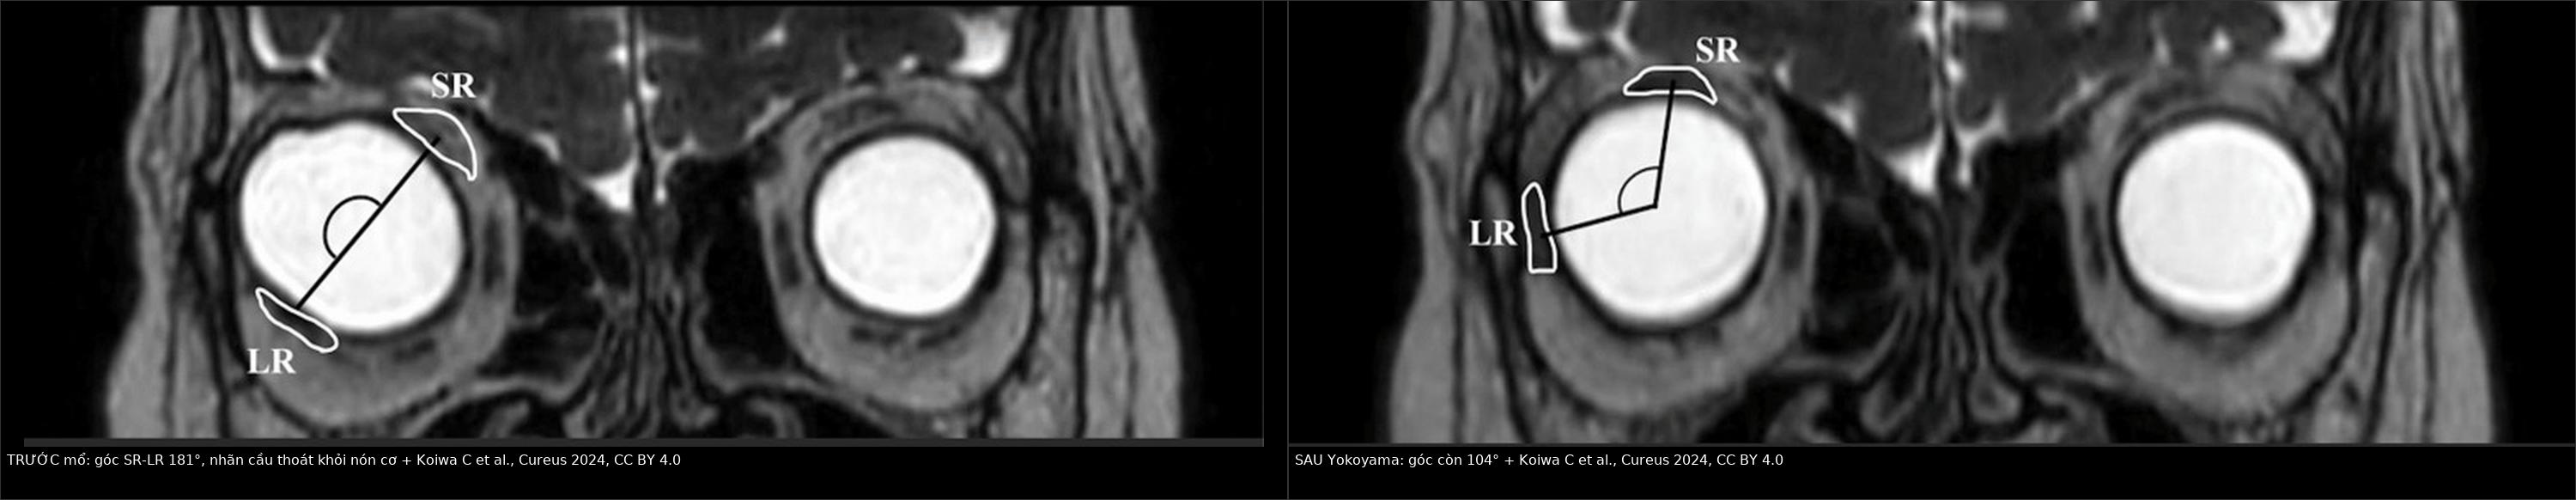 SR
LR
TRƯỚC mổ: góc SR-LR 181°, nhãn cầu thoát khỏi nón cơ + Koiwa C et al., Cureus 2024, CC BY 4.0
SR
LR
SAU Yokoyama: góc còn 104° + Koiwa C et al., Cureus 2024, CC BY 4.0